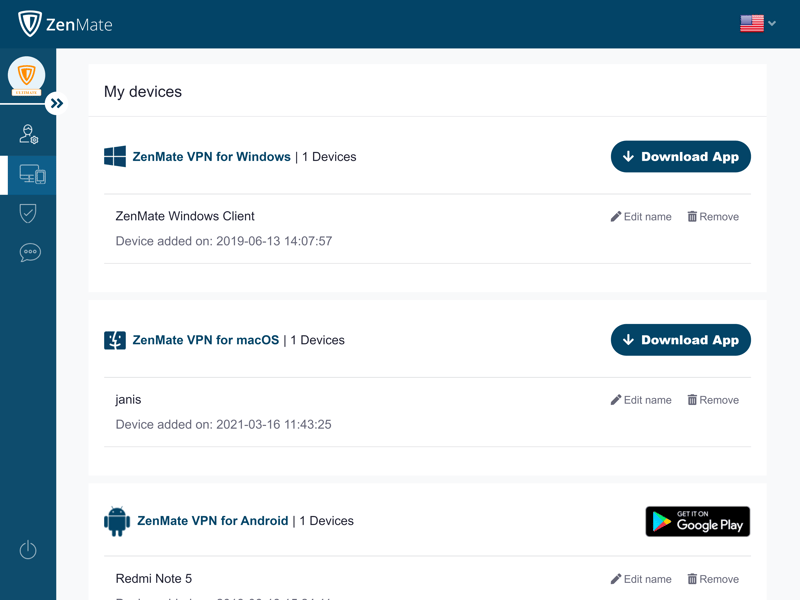 ZenMate
ULTIMATE
My devices
ZenMate VPN for Windows | 1 Devices
Download App
ZenMate Windows Client
Edit name
Remove
Device added on: 2019-06-13 14:07:57
ZenMate VPN for macOS | 1 Devices
Download App
janis
Edit name
Remove
Device added on: 2021-03-16 11:43:25
ZenMate VPN for Android | 1 Devices
GET IT ON
Google Play
Redmi Note 5
Edit name
Remove